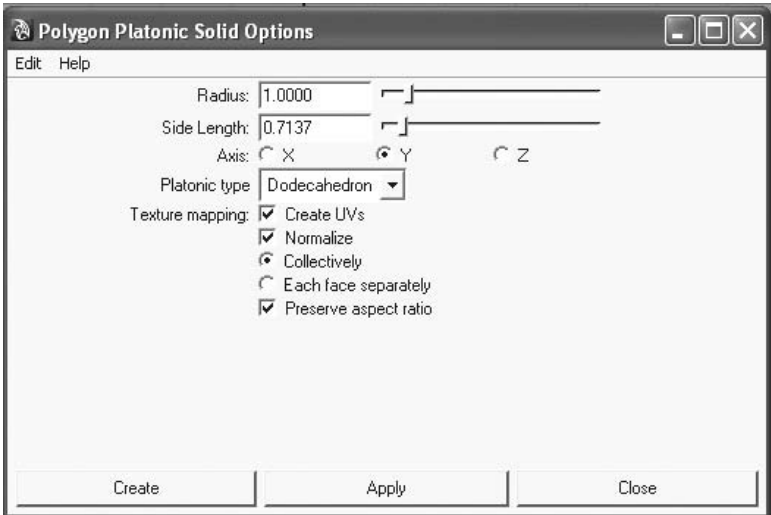 Polygon Platonic Solid Options
Edit Help
Radius: 1.0000
Side Length: 0.7137
Axis: X Y Z
Platonic type Dodecahedron
Texture mapping: Create UVs
Normalize
Collectively
Each face separately
Preserve aspect ratio
Create Apply Close